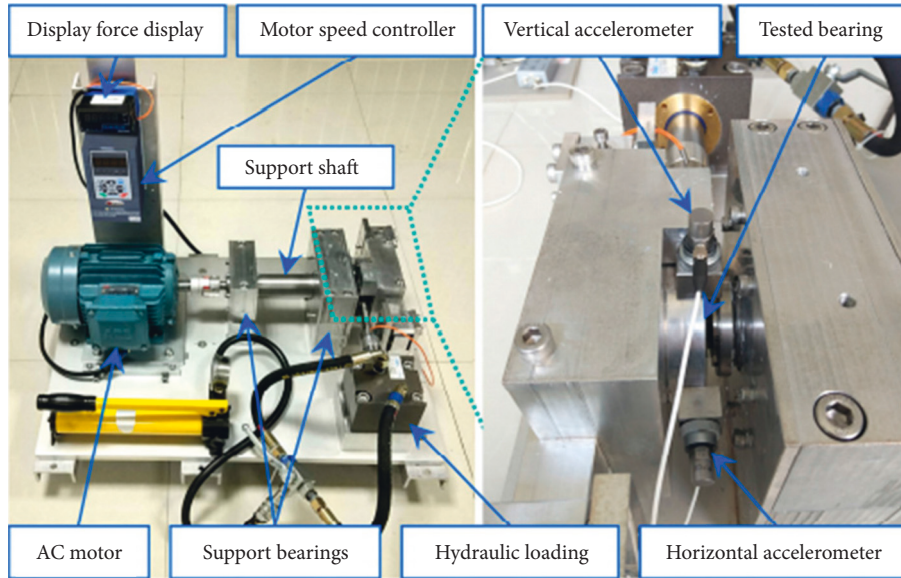 Display force display
Motor speed controller
Vertical accelerometer
Tested bearing
Support shaft
AC motor
Support bearings
Hydraulic loading
Horizontal accelerometer